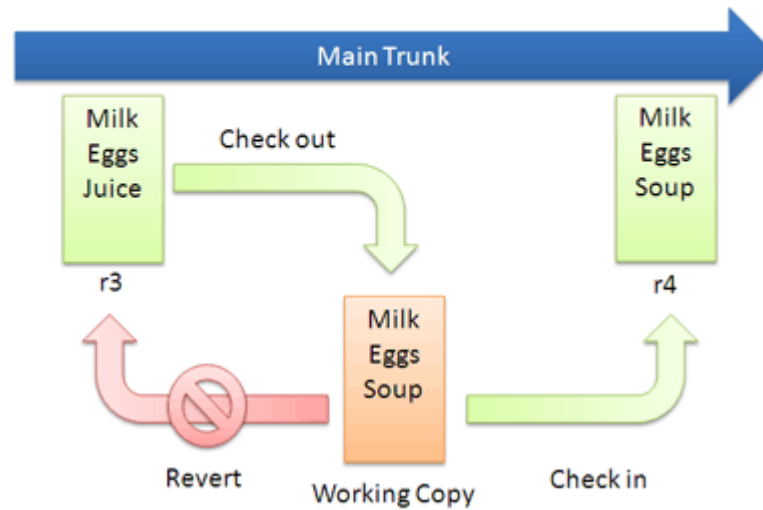 Main Trunk
Milk
Eggs
Juice
r3
Check out
Milk
Eggs
Soup
r4
Milk
Eggs
Soup
Working Copy
Revert
Check in